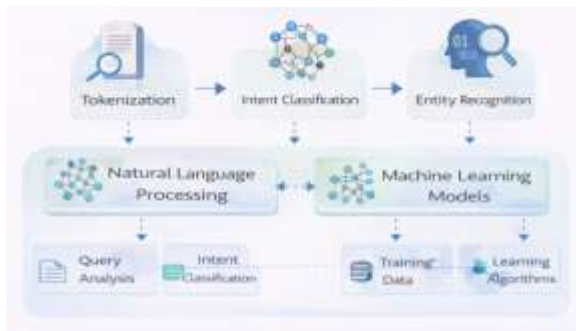 Tokenization
Intent Classification
Entity Recognition
Natural Language
Processing
Machine Learning
Models
Query
Analysis
Intent
Classification
Training
Data
Learning
Algorithms